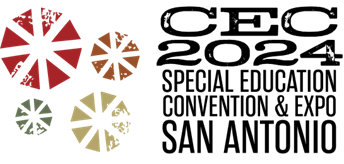 CEC
2024
SPECIAL EDUCATION
CONVENTION & EXPO
SAN ANTONIO